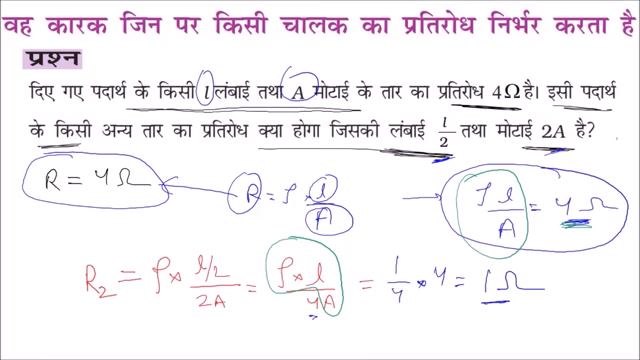 वह कारक जिन पर किसी चालक का प्रतिरोध निर्भर करता है
प्रश्न
दिए गए पदार्थ के किसी l लंबाई तथा A मोटाई के तार का प्रतिरोध 4Ω है। इसी पदार्थ
के किसी अन्य तार का प्रतिरोध क्या होगा जिसकी लंबाई l/2 तथा मोटाई 2A है?
R = 4Ω R = ρ × l/A → ρ l/A = 4Ω
R₂ = ρ × (l/2)/(2A) = (ρ × l)/(4A) = 1/4 × 4 = 1Ω